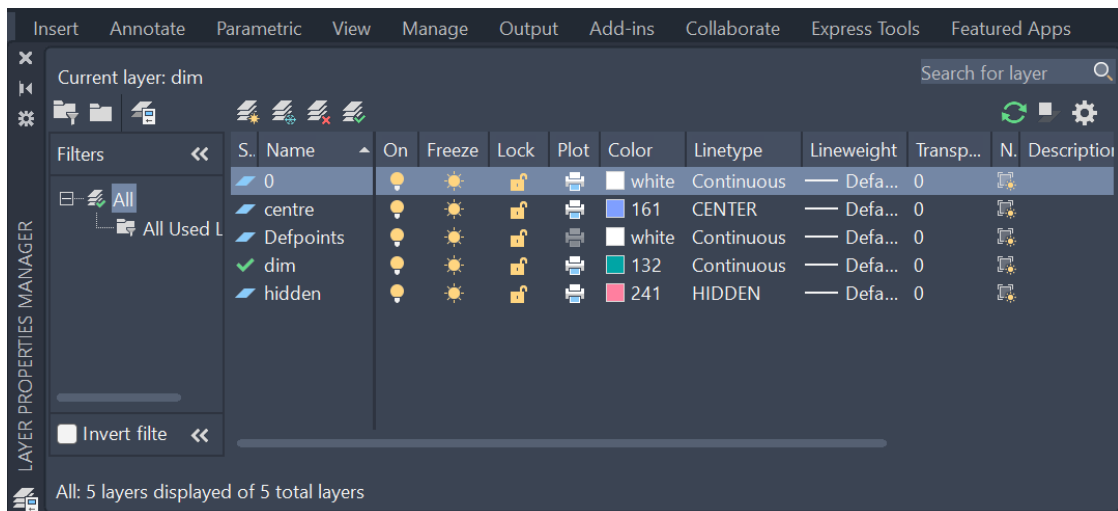 Insert Annotate Parametric View Manage Output Add-ins Collaborate Express Tools Featured Apps
Current layer: dim
Search for layer
Filters
S.. Name On Freeze Lock Plot Color Linetype Lineweight Transp... N. Description
All
All Used L
0 white Continuous Defa... 0
centre 161 CENTER Defa... 0
Defpoints white Continuous Defa... 0
dim 132 Continuous Defa... 0
hidden 241 HIDDEN Defa... 0
Invert filte
LAYER PROPERTIES MANAGER
All: 5 layers displayed of 5 total layers